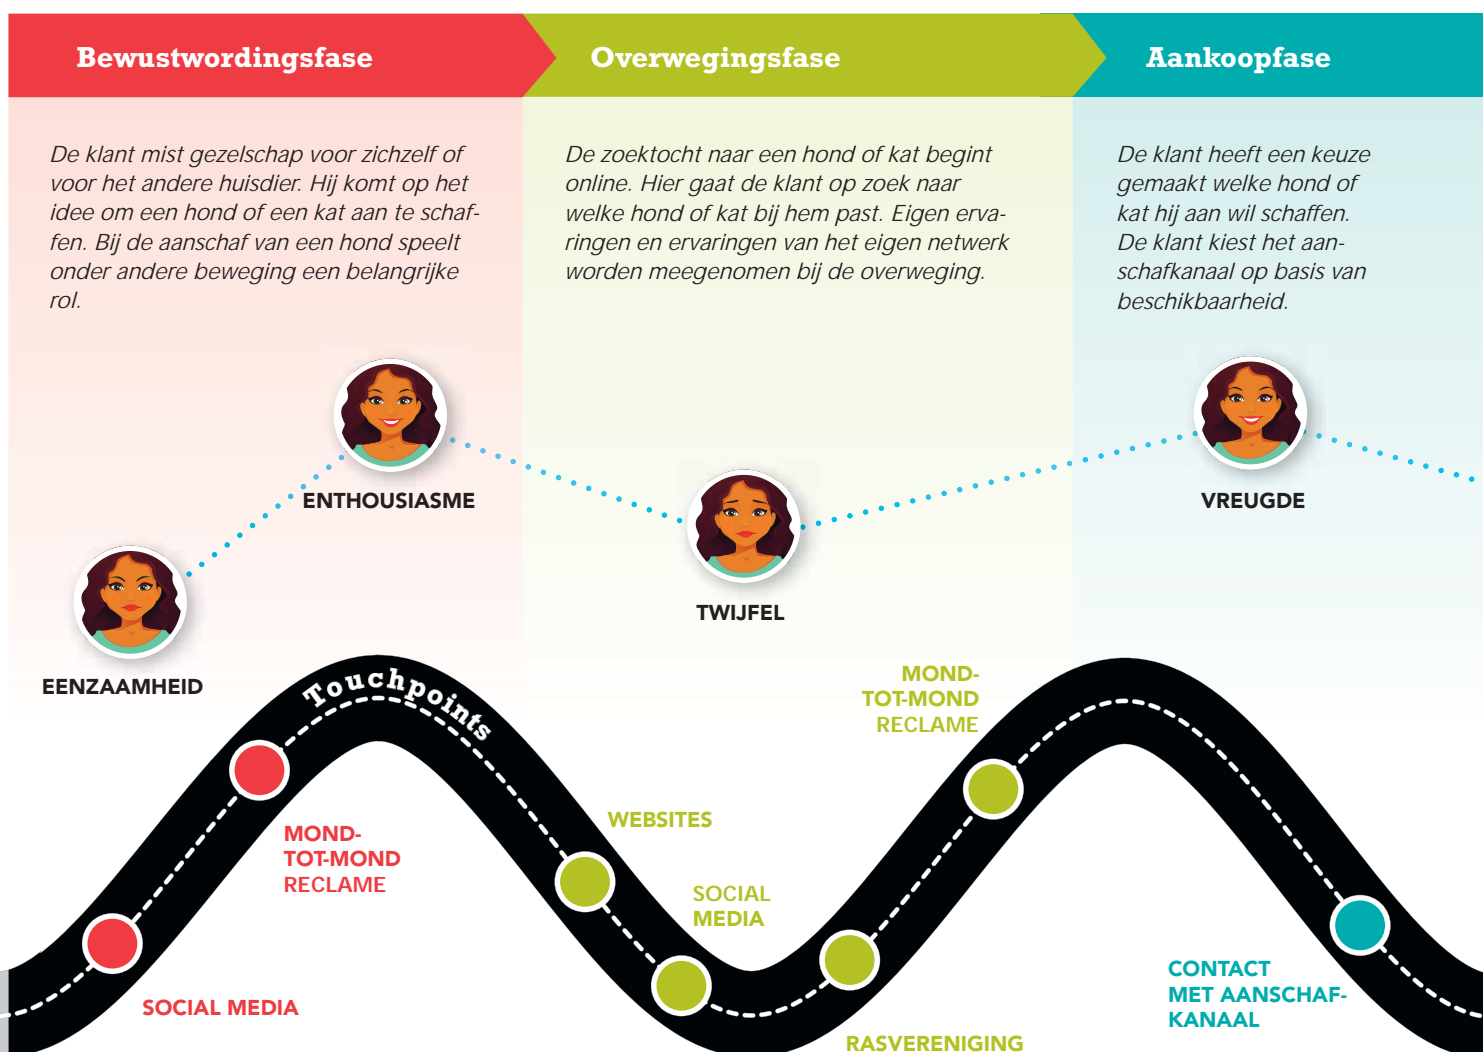 Bewustwordingsfase
De klant mist gezelschap voor zichzelf of
voor het andere huisdier. Hij komt op het
idee om een hond of een kat aan te schaf-
fen. Bij de aanschaf van een hond speelt
onder andere beweging een belangrijke
rol.
Overwegingsfase
De zoektocht naar een hond of kat begint
online. Hier gaat de klant op zoek naar
welke hond of kat bij hem past. Eigen erva-
ringen en ervaringen van het eigen netwerk
worden meegenomen bij de overweging.
Aankoopfase
De klant heeft een keuze
gemaakt welke hond of
kat hij aan wil schaffen.
De klant kiest het aan-
schafkanaal op basis van
beschikbaarheid.
EENZAAMHEID
ENTHOUSIASME
TWIJFEL
VREUGDE
Touchpoints
SOCIAL MEDIA
MOND-
TOT-MOND
RECLAME
WEBSITES
SOCIAL
MEDIA
RASVERENIGING
MOND-
TOT-MOND
RECLAME
CONTACT
MET AANSCHAF-
KANAAL